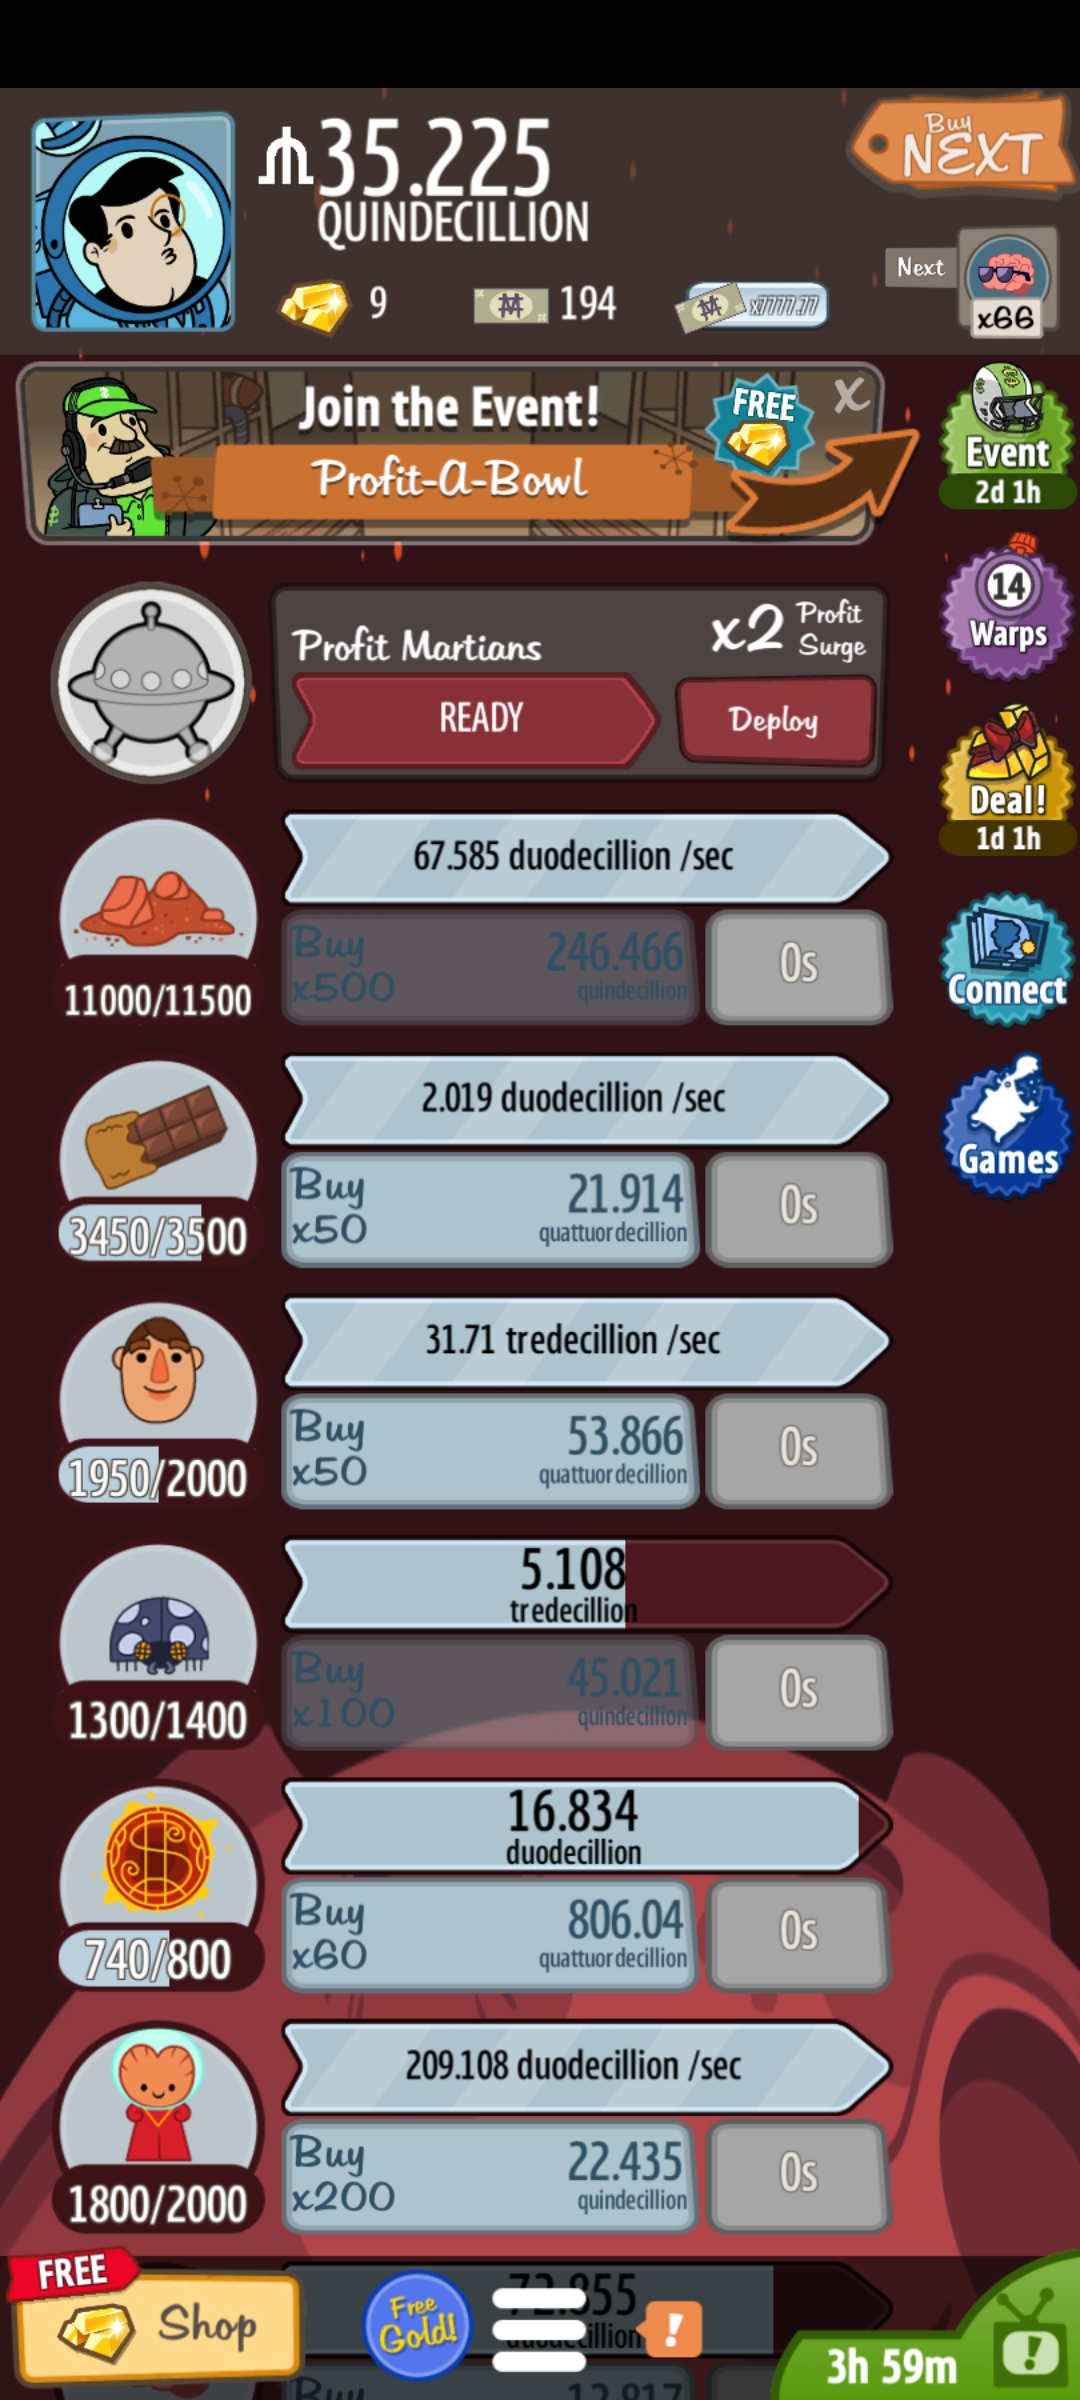 35.225
QUINDECILLION
Buy
NEXT
9
194
x7777.77
Next
x66
Join the Event!
Profit-A-Bowl
FREE
X
Event
2d 1h
14
Warps
Deal!
1d 1h
Connect
Games
Profit Martians
x2 Profit Surge
READY
Deploy
67.585 duodecillion /sec
11000/11500
Buy x500
246.466
quindecillion
0s
2.019 duodecillion /sec
3450/3500
Buy x50
21.914
quattuordecillion
0s
31.71 tredecillion /sec
1950/2000
Buy x50
53.866
quattuordecillion
0s
5.108
tredecillion
1300/1400
Buy x100
45.021
quindecillion
0s
16.834
duodecillion
740/800
Buy x60
806.04
quattuordecillion
0s
209.108 duodecillion /sec
1800/2000
Buy x200
22.435
quindecillion
0s
FREE
Shop
Free
Gold!
!
3h 59m
!
Buy
12.817